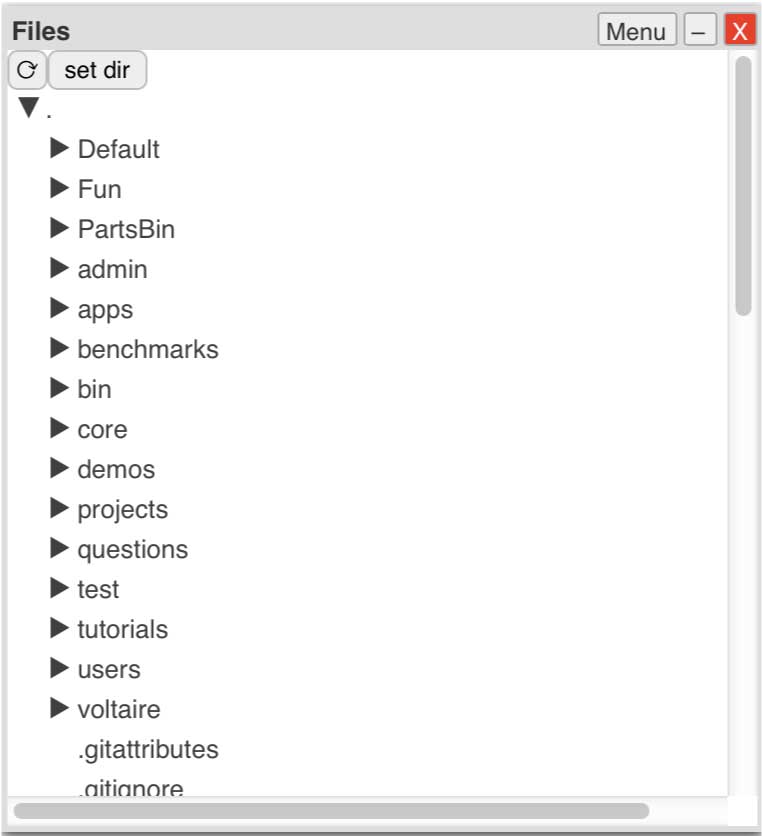 Files Menu – X
set dir
.
Default
Fun
PartsBin
admin
apps
benchmarks
bin
core
demos
projects
questions
test
tutorials
users
voltaire
.gitattributes
.gitignore